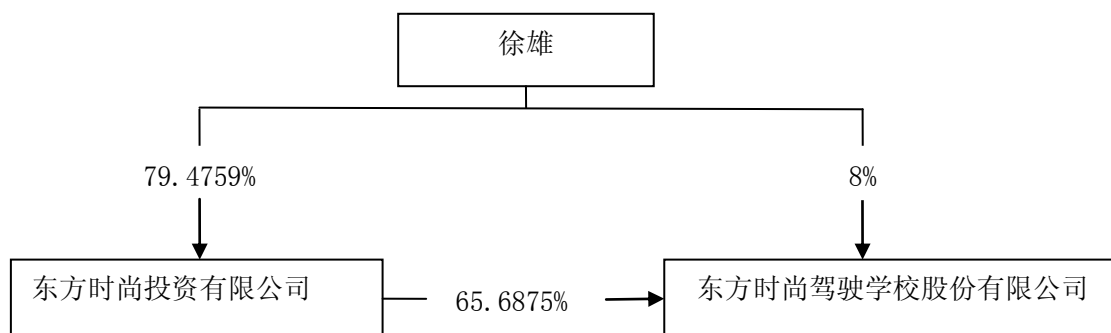 徐雄
79.4759%
8%
东方时尚投资有限公司
65.6875%
东方时尚驾驶学校股份有限公司